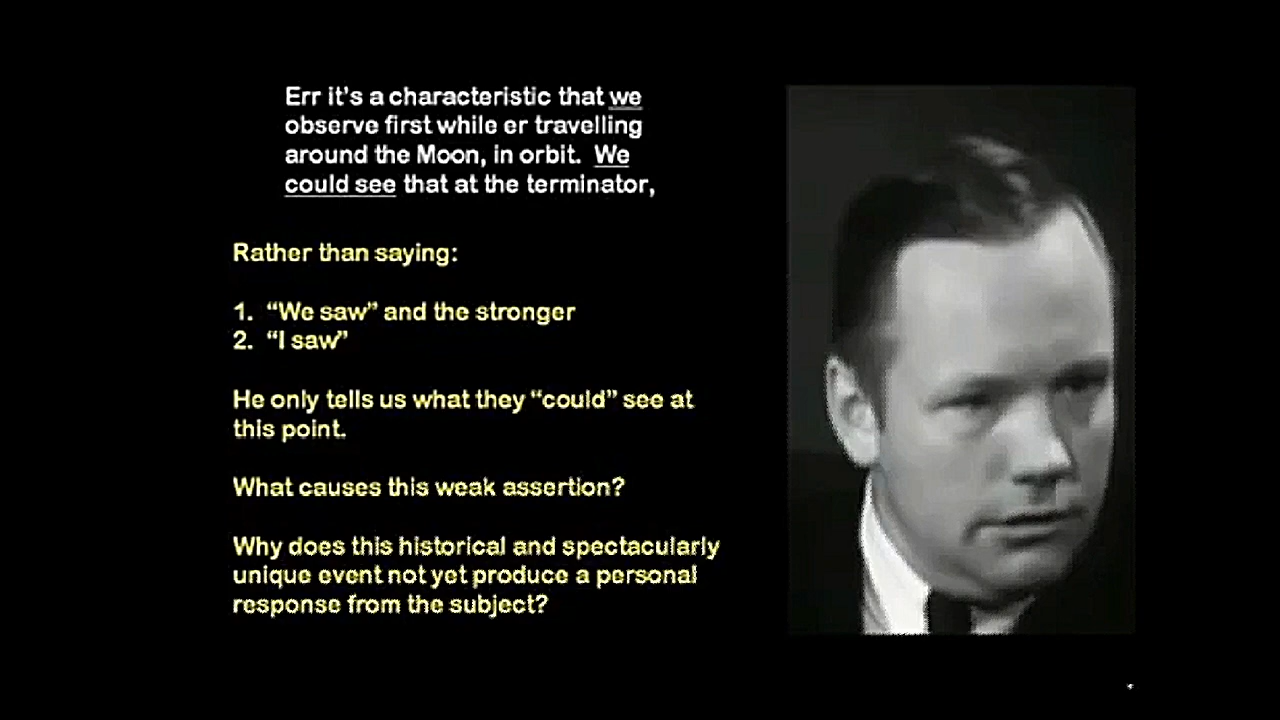 Err it's a characteristic that we
observe first while er travelling
around the Moon, in orbit. We
could see that at the terminator,
Rather than saying:
1. “We saw” and the stronger
2. “I saw”
He only tells us what they “could” see at
this point.
What causes this weak assertion?
Why does this historical and spectacularly
unique event not yet produce a personal
response from the subject?